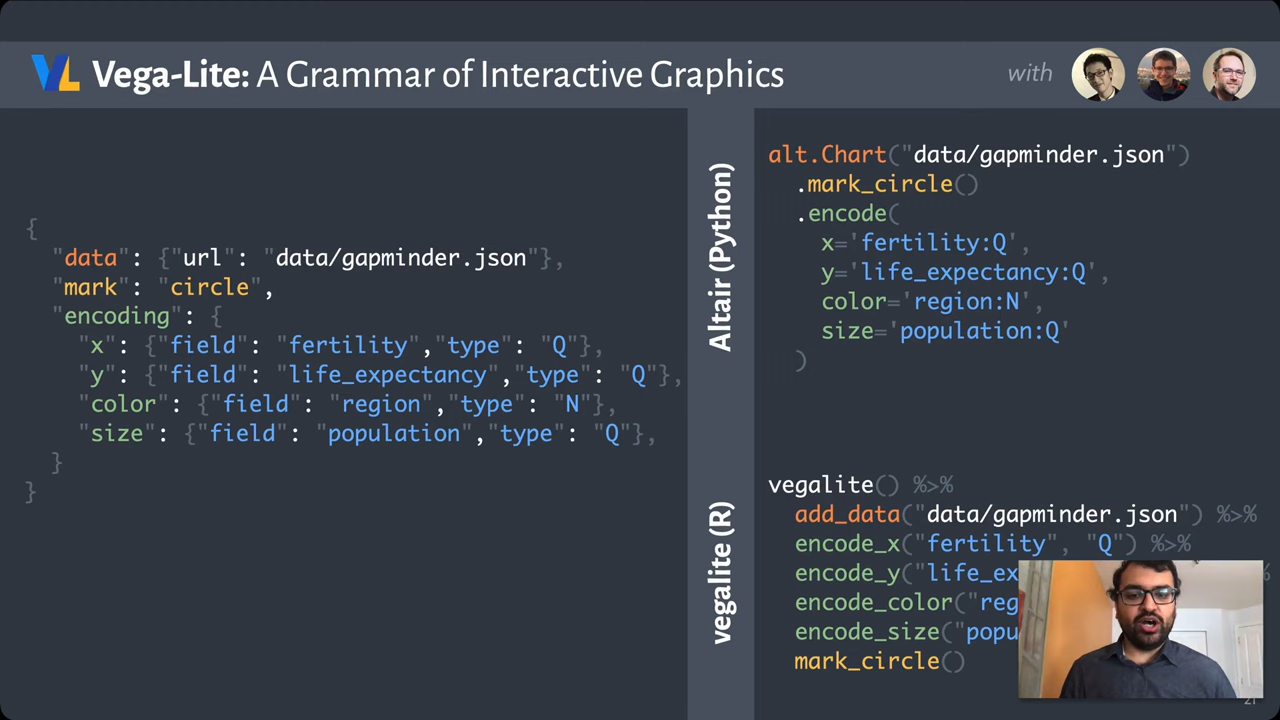 Vega-Lite: A Grammar of Interactive Graphics
with
{
"data": {"url": "data/gapminder.json"},
"mark": "circle",
"encoding": {
"x": {"field": "fertility","type": "Q"},
"y": {"field": "life_expectancy","type": "Q"},
"color": {"field": "region","type": "N"},
"size": {"field": "population","type": "Q"},
}
}
Altair (Python)
alt.Chart("data/gapminder.json")
.mark_circle()
.encode(
x='fertility:Q',
y='life_expectancy:Q',
color='region:N',
size='population:Q'
)
vegalite (R)
vegalite() %>%
add_data("data/gapminder.json") %>%
encode_x("fertility", "Q") %>%
encode_y("life_ex
encode_color("reg
encode_size("popu
mark_circle()
21